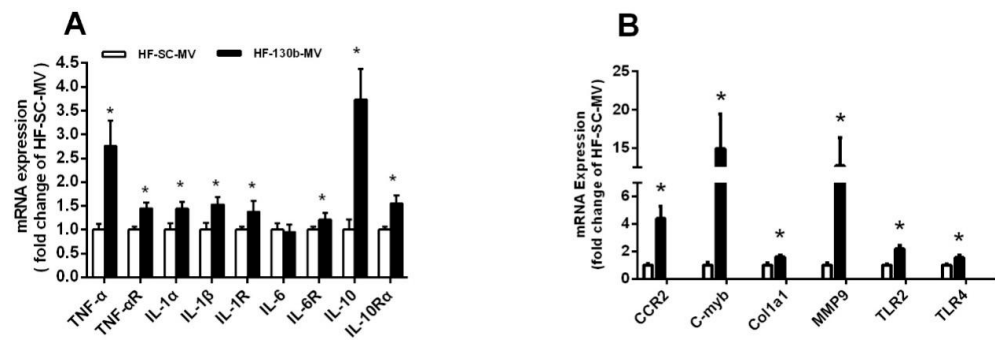 A
HF-SC-MV HF-130b-MV
mRNA expression
( fold change of HF-SC-MV)
4.5
4.0
3.5
3.0
2.5
2.0
1.5
1.0
0.5
0.0
* * * * * * * *
TNF-α TNF-αR IL-1α IL-1β IL-1R IL-6 IL-6R IL-10 IL-10Rα
B
mRNA Expression
(fold change of HF-SC-MV)
25
20
15
6
4
2
0
* * * * * *
CCR2 C-myb Col1a1 MMP9 TLR2 TLR4